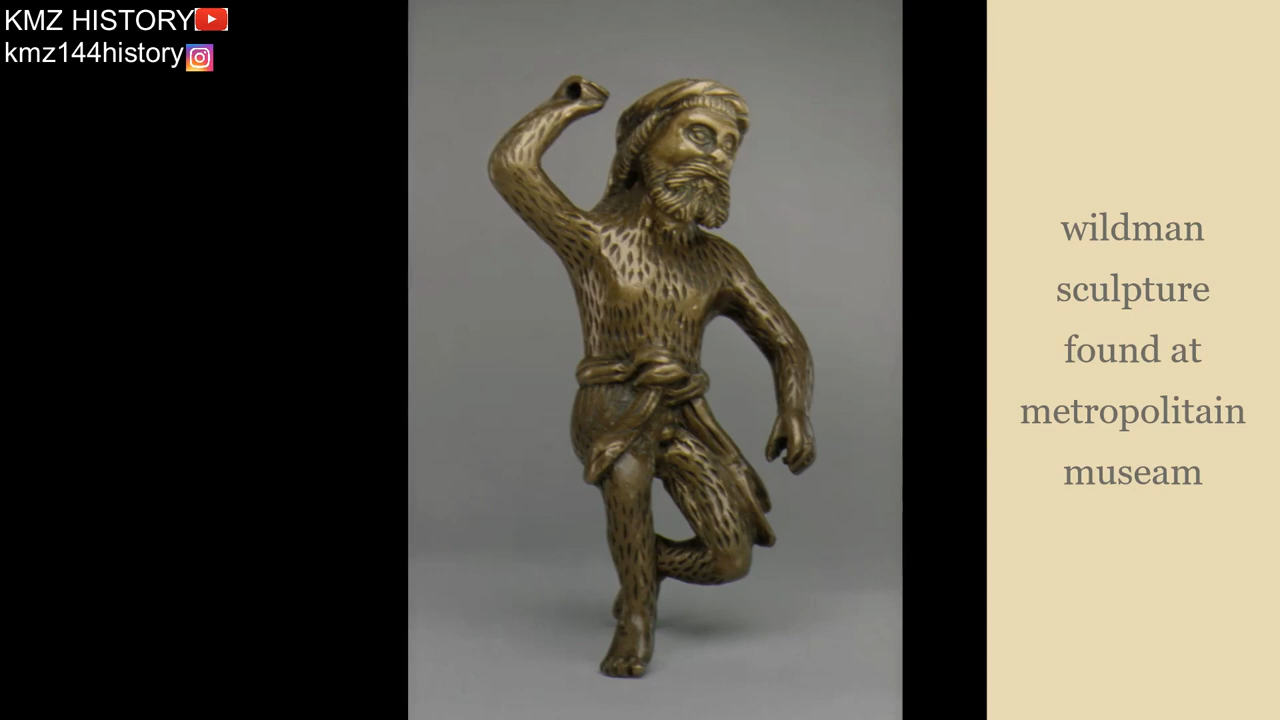 KMZ HISTORY
kmz144history
wildman
sculpture
found at
metropolitain
museam